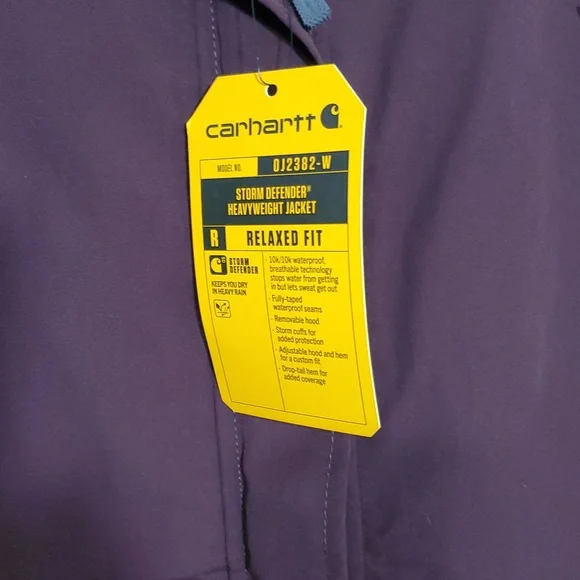 carhartt
MODEL NO. OJ2382-W
STORM DEFENDER®
HEAVYWEIGHT JACKET
R RELAXED FIT
STORM
DEFENDER
KEEPS YOU DRY
IN HEAVY RAIN
· 10k/10k waterproof,
breathable technology
stops water from getting
in but lets sweat get out
· Fully-taped
waterproof seams
· Removable hood
· Storm cuffs for
added protection
· Adjustable hood and hem
for a custom fit
· Drop-tail hem for
added coverage